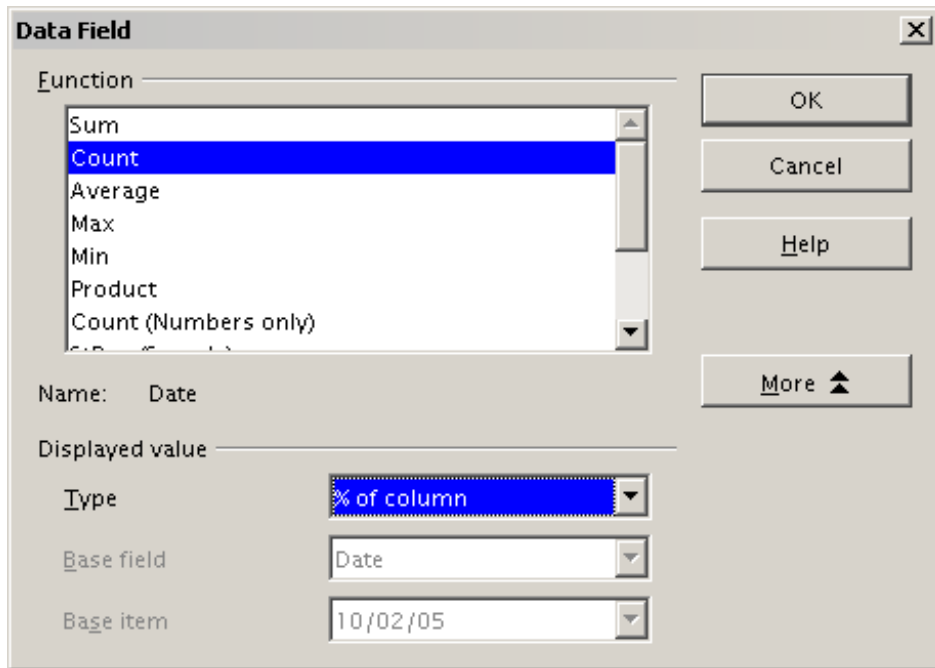 Data Field
Function
OK
Sum
Count
Cancel
Average
Max
Help
Min
Product
Count (Numbers only)
More
Name: Date
Displayed value
Type % of column
Base field Date
Base item 10/02/05